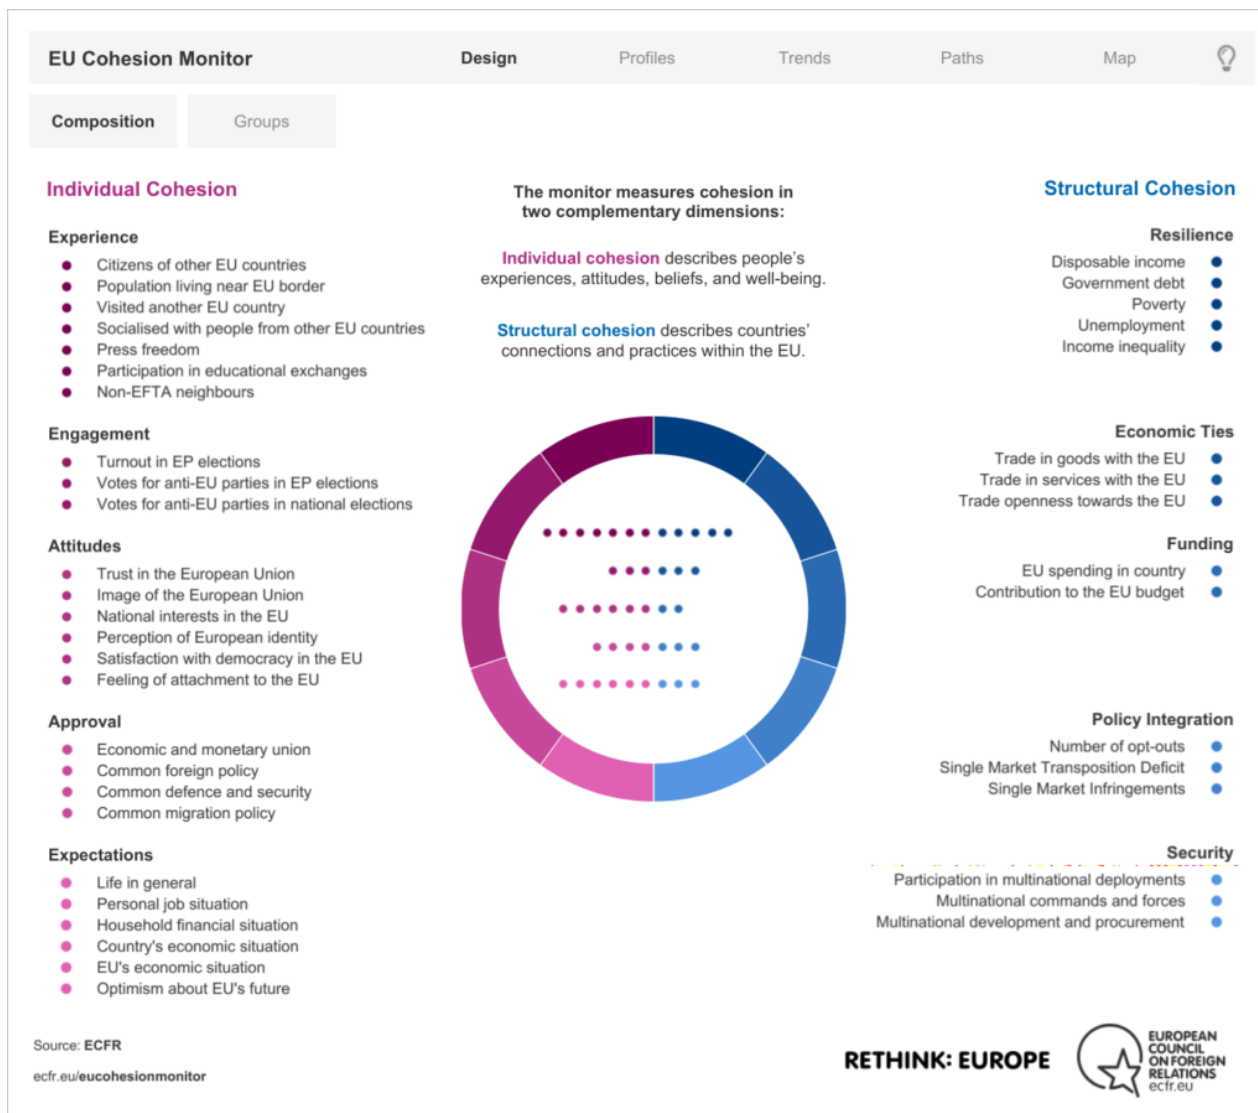 EU Cohesion Monitor
Design
Profiles
Trends
Paths
Map
Composition
Groups
Individual Cohesion
Experience
Citizens of other EU countries
Population living near EU border
Visited another EU country
Socialised with people from other EU countries
Press freedom
Participation in educational exchanges
Non-EFTA neighbours
Engagement
Turnout in EP elections
Votes for anti-EU parties in EP elections
Votes for anti-EU parties in national elections
Attitudes
Trust in the European Union
Image of the European Union
National interests in the EU
Perception of European identity
Satisfaction with democracy in the EU
Feeling of attachment to the EU
Approval
Economic and monetary union
Common foreign policy
Common defence and security
Common migration policy
Expectations
Life in general
Personal job situation
Household financial situation
Country's economic situation
EU's economic situation
Optimism about EU's future
The monitor measures cohesion in
two complementary dimensions:
Individual cohesion describes people's
experiences, attitudes, beliefs, and well-being.
Structural cohesion describes countries'
connections and practices within the EU.
Structural Cohesion
Resilience
Disposable income
Government debt
Poverty
Unemployment
Income inequality
Economic Ties
Trade in goods with the EU
Trade in services with the EU
Trade openness towards the EU
Funding
EU spending in country
Contribution to the EU budget
Policy Integration
Number of opt-outs
Single Market Transposition Deficit
Single Market Infringements
Security
Participation in multinational deployments
Multinational commands and forces
Multinational development and procurement
Source: ECFR
ecfr.eu/eucohesionmonitor
RETHINK: EUROPE
EUROPEAN
COUNCIL
ON FOREIGN
RELATIONS
ecfr.eu